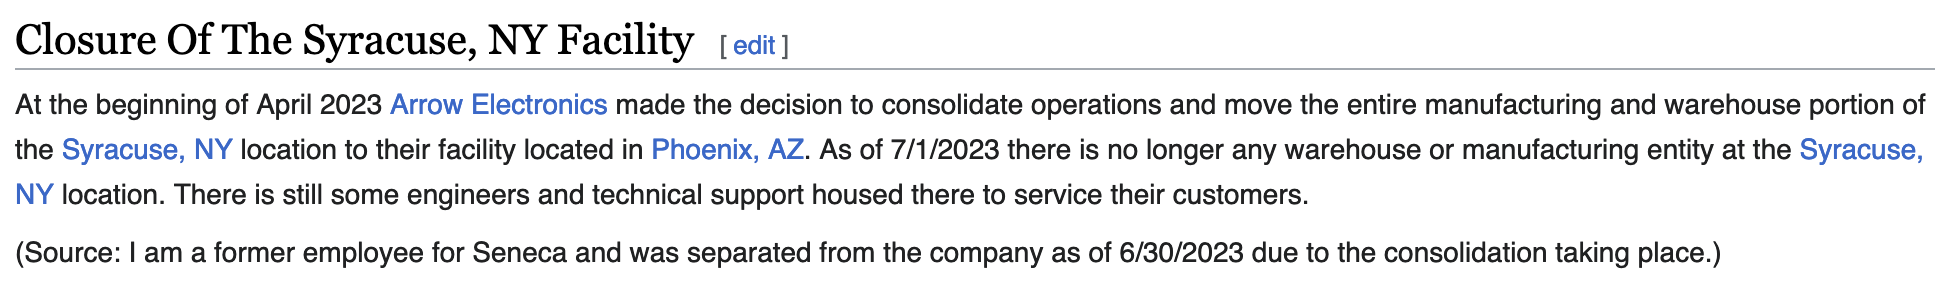 Closure Of The Syracuse, NY Facility [ edit ]
At the beginning of April 2023 Arrow Electronics made the decision to consolidate operations and move the entire manufacturing and warehouse portion of
the Syracuse, NY location to their facility located in Phoenix, AZ. As of 7/1/2023 there is no longer any warehouse or manufacturing entity at the Syracuse,
NY location. There is still some engineers and technical support housed there to service their customers.
(Source: I am a former employee for Seneca and was separated from the company as of 6/30/2023 due to the consolidation taking place.)